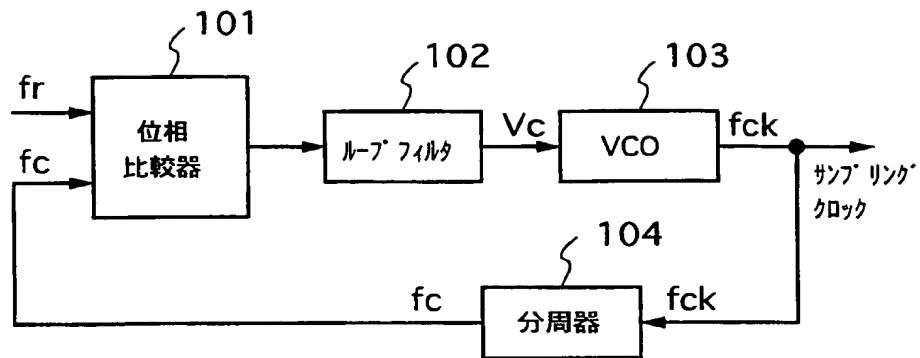 101
102
103
104
fr
fc
位相
比較器
ループフィルタ
Vc
VCO
fck
サンプリング
クロック
fc
分周器
fck